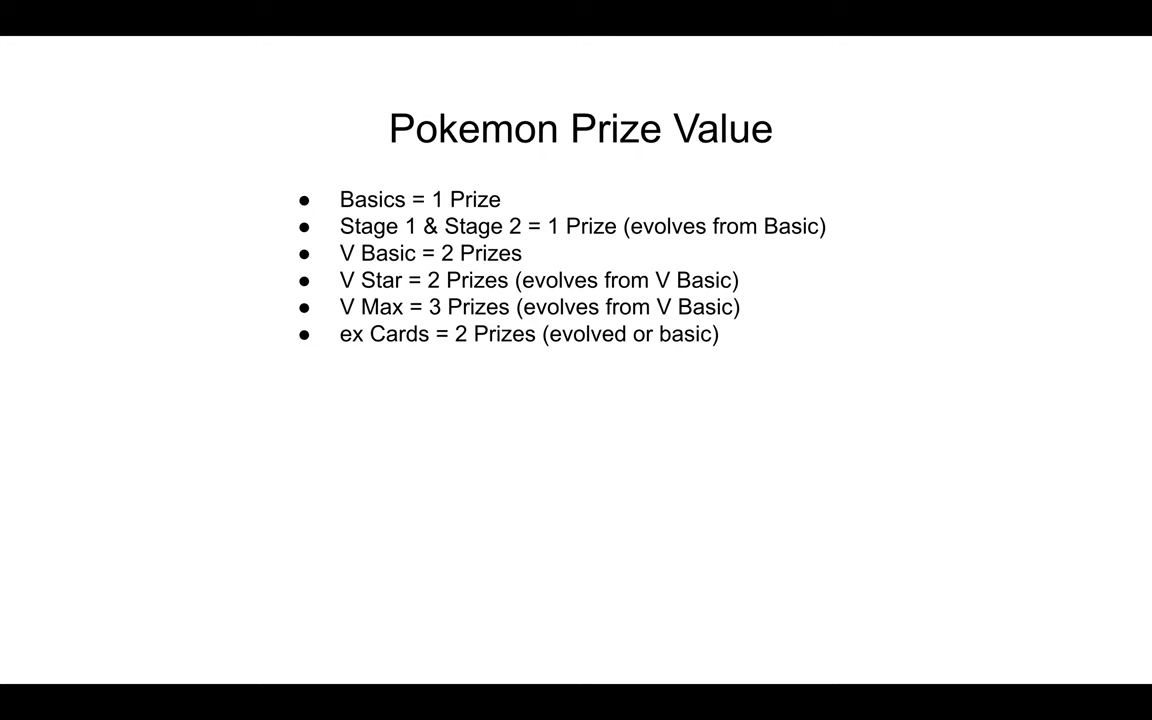 Pokemon Prize Value
● Basics = 1 Prize
● Stage 1 & Stage 2 = 1 Prize (evolves from Basic)
● V Basic = 2 Prizes
● V Star = 2 Prizes (evolves from V Basic)
● V Max = 3 Prizes (evolves from V Basic)
● ex Cards = 2 Prizes (evolved or basic)